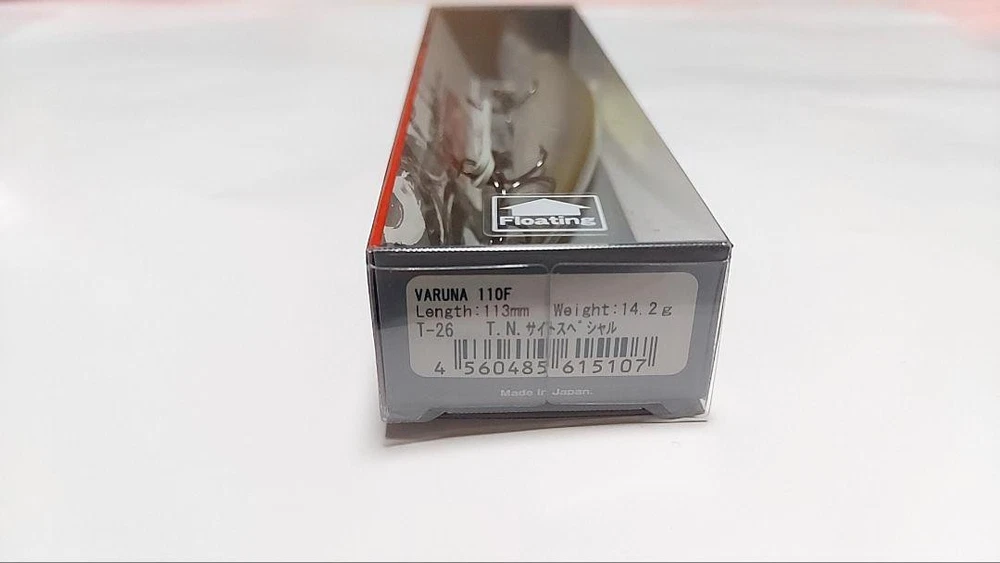 Floating
VARUNA 110F
Length:113mm Weight:14.2g
T-26 T.N.サイトスペシャル
4 560485 615107
Made in Japan.